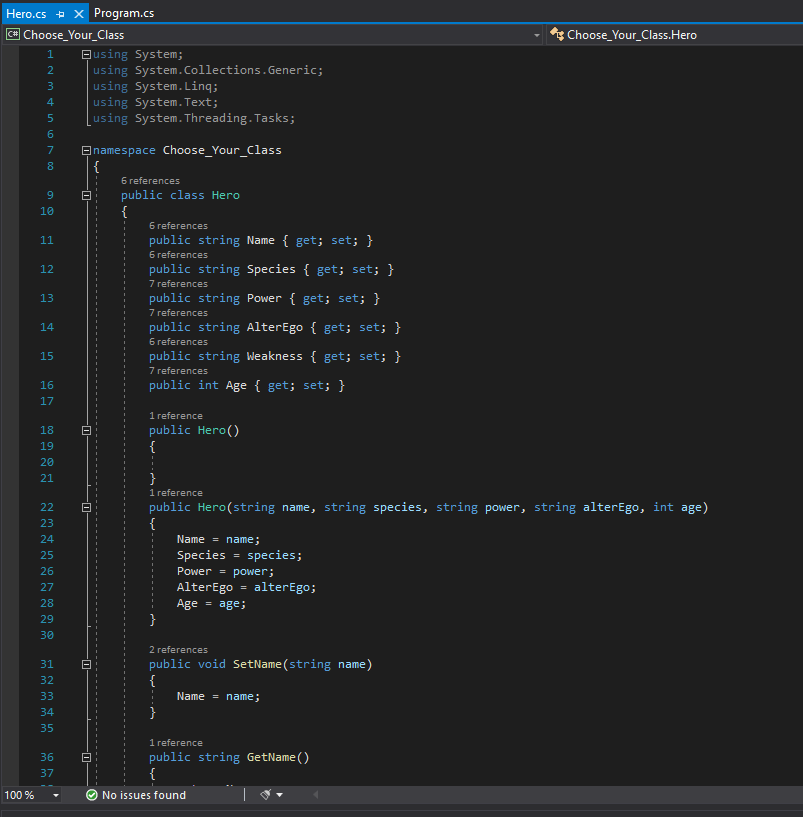 Hero.cs Program.cs
C# Choose_Your_Class Choose_Your_Class.Hero
1 using System;
2 using System.Collections.Generic;
3 using System.Linq;
4 using System.Text;
5 using System.Threading.Tasks;
6
7 namespace Choose_Your_Class
8 {
6 references
9 public class Hero
10 {
6 references
11 public string Name { get; set; }
6 references
12 public string Species { get; set; }
7 references
13 public string Power { get; set; }
7 references
14 public string AlterEgo { get; set; }
6 references
15 public string Weakness { get; set; }
7 references
16 public int Age { get; set; }
17
1 reference
18 public Hero()
19 {
20
21 }
1 reference
22 public Hero(string name, string species, string power, string alterEgo, int age)
23 {
24 Name = name;
25 Species = species;
26 Power = power;
27 AlterEgo = alterEgo;
28 Age = age;
29 }
30
2 references
31 public void SetName(string name)
32 {
33 Name = name;
34 }
35
1 reference
36 public string GetName()
37 {
100 % No issues found